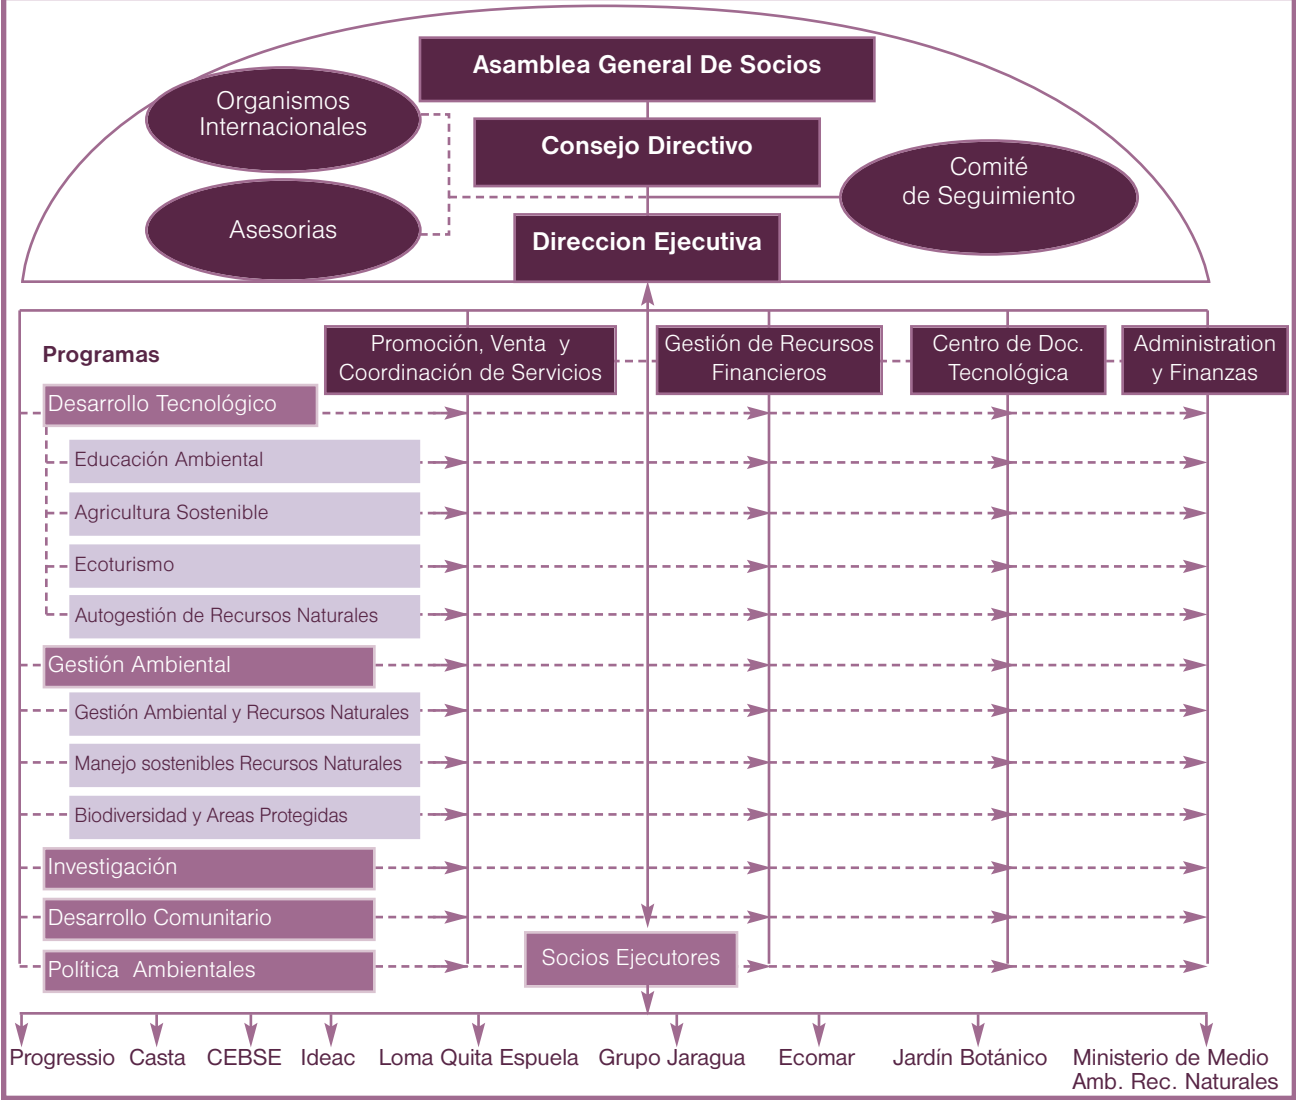 Asamblea General De Socios
Organismos
Internacionales
Consejo Directivo
Comité
de Seguimiento
Asesorias
Direccion Ejecutiva
Programas
Promoción, Venta y
Coordinación de Servicios
Gestión de Recursos
Financieros
Centro de Doc.
Tecnológica
Administration
y Finanzas
Desarrollo Tecnológico
Educación Ambiental
Agricultura Sostenible
Ecoturismo
Autogestión de Recursos Naturales
Gestión Ambiental
Gestión Ambiental y Recursos Naturales
Manejo sostenibles Recursos Naturales
Biodiversidad y Areas Protegidas
Investigación
Desarrollo Comunitario
Política Ambientales
Socios Ejecutores
Progressio
Casta
CEBSE
Ideac
Loma Quita Espuela
Grupo Jaragua
Ecomar
Jardín Botánico
Ministerio de Medio
Amb. Rec. Naturales